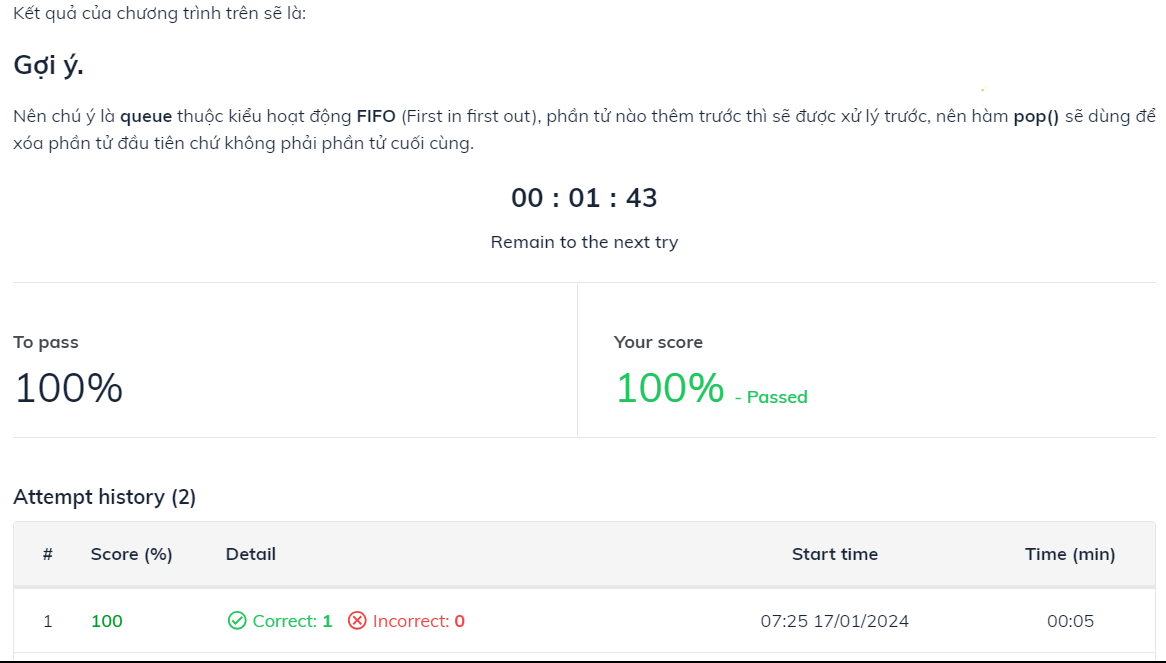 Kết quả của chương trình trên sẽ là:
Gợi ý.
Nên chú ý là queue thuộc kiểu hoạt động FIFO (First in first out), phần tử nào thêm trước thì sẽ được xử lý trước, nên hàm pop() sẽ dùng để
xóa phần tử đầu tiên chứ không phải phần tử cuối cùng.
00 : 01 : 43
Remain to the next try
To pass
100%
Your score
100% - Passed
Attempt history (2)
# Score (%) Detail Start time Time (min)
1 100 Correct: 1 Incorrect: 0 07:25 17/01/2024 00:05